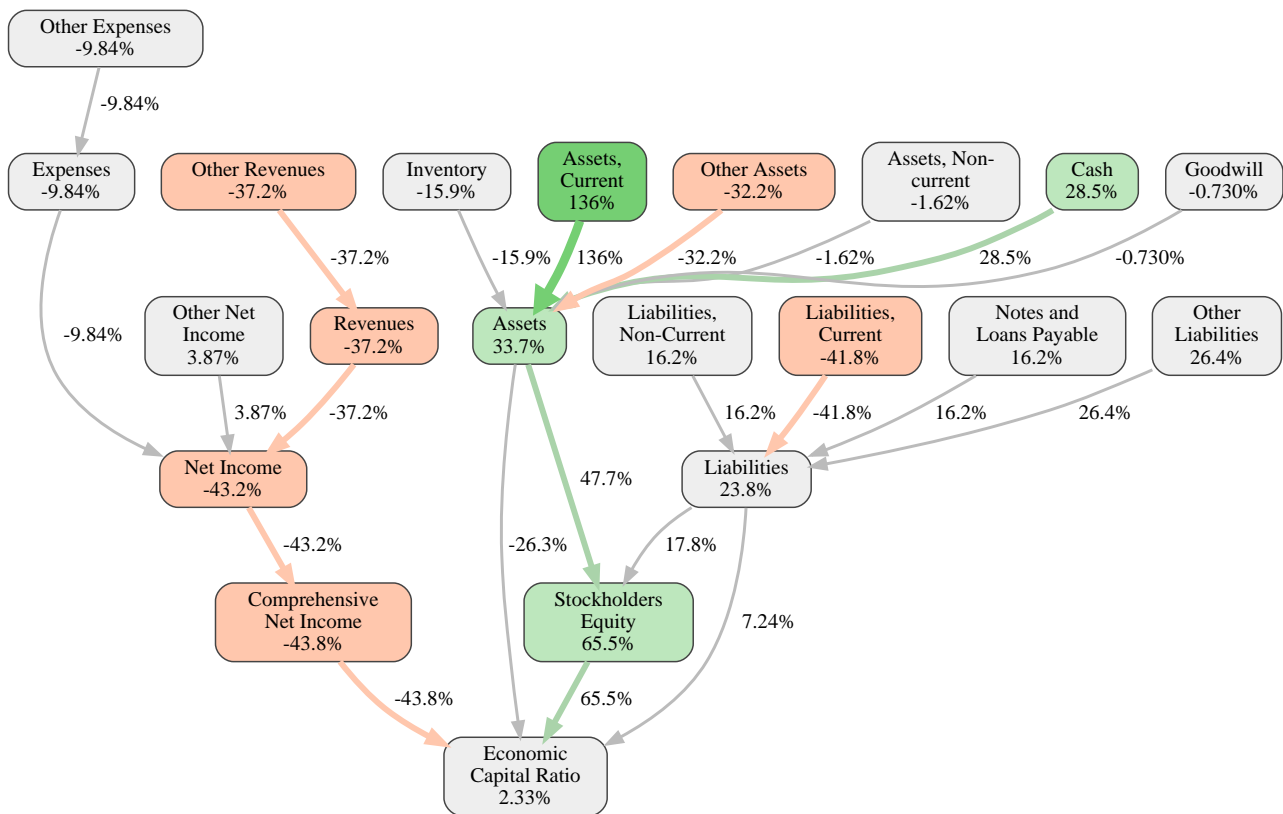 Other Expenses
-9.84%
-9.84%
Expenses
-9.84%
Other Revenues
-37.2%
Inventory
-15.9%
Assets,
Current
136%
Other Assets
-32.2%
Assets, Non-
current
-1.62%
Cash
28.5%
Goodwill
-0.730%
-37.2%
-15.9%
136%
-32.2%
-1.62%
28.5%
-0.730%
-9.84%
Other Net
Income
3.87%
Revenues
-37.2%
Assets
33.7%
Liabilities,
Non-Current
16.2%
Liabilities,
Current
-41.8%
Notes and
Loans Payable
16.2%
Other
Liabilities
26.4%
3.87%
-37.2%
16.2%
-41.8%
16.2%
26.4%
Net Income
-43.2%
47.7%
Liabilities
23.8%
-43.2%
-26.3%
17.8%
Comprehensive
Net Income
-43.8%
Stockholders
Equity
65.5%
7.24%
-43.8%
65.5%
Economic
Capital Ratio
2.33%